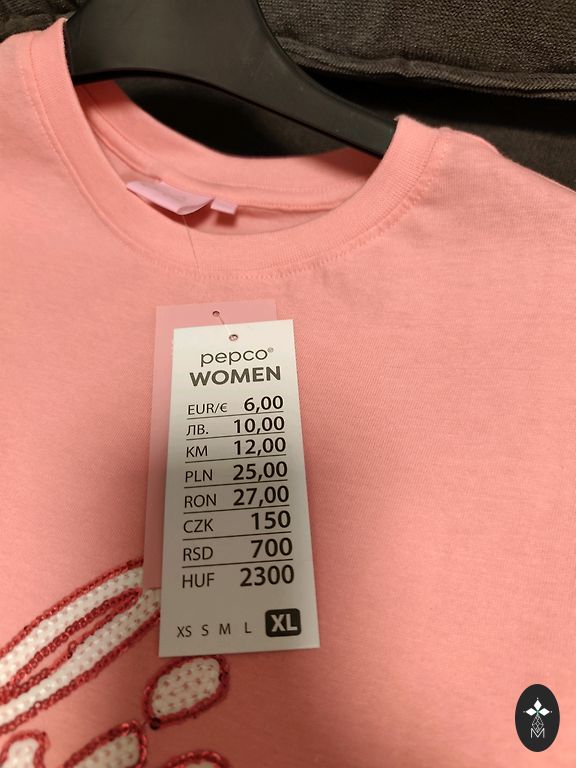 pepco®
WOMEN
EUR/€ 6,00
ЛВ. 10,00
KM 12,00
PLN 25,00
RON 27,00
CZK 150
RSD 700
HUF 2300
XS S M L XL
M